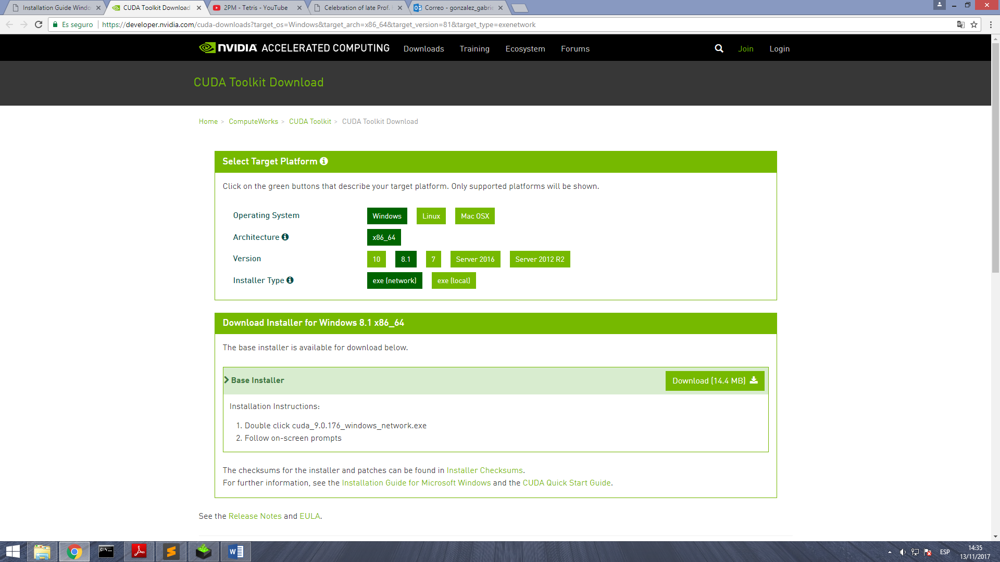 Installation Guide Windo
CUDA Toolkit Download
2PM - Tetris - YouTube
Celebration of late Prof.
Correo - gonzalez_gabrie
Es seguro
https://developer.nvidia.com/cuda-downloads?target_os=Windows&target_arch=x86_64&target_version=81&target_type=exenetwork
NVIDIA ACCELERATED COMPUTING Downloads Training Ecosystem Forums Join Login
CUDA Toolkit Download
Home > ComputeWorks > CUDA Toolkit > CUDA Toolkit Download
Select Target Platform
Click on the green buttons that describe your target platform. Only supported platforms will be shown.
Operating System Windows Linux Mac OSX
Architecture x86_64
Version 10 8.1 7 Server 2016 Server 2012 R2
Installer Type exe (network) exe (local)
Download Installer for Windows 8.1 x86_64
The base installer is available for download below.
Base Installer Download (14.4 MB)
Installation Instructions:
1. Double click cuda_9.0.176_windows_network.exe
2. Follow on-screen prompts
The checksums for the installer and patches can be found in Installer Checksums.
For further information, see the Installation Guide for Microsoft Windows and the CUDA Quick Start Guide.
See the Release Notes and EULA.
ESP
14:35
13/11/2017